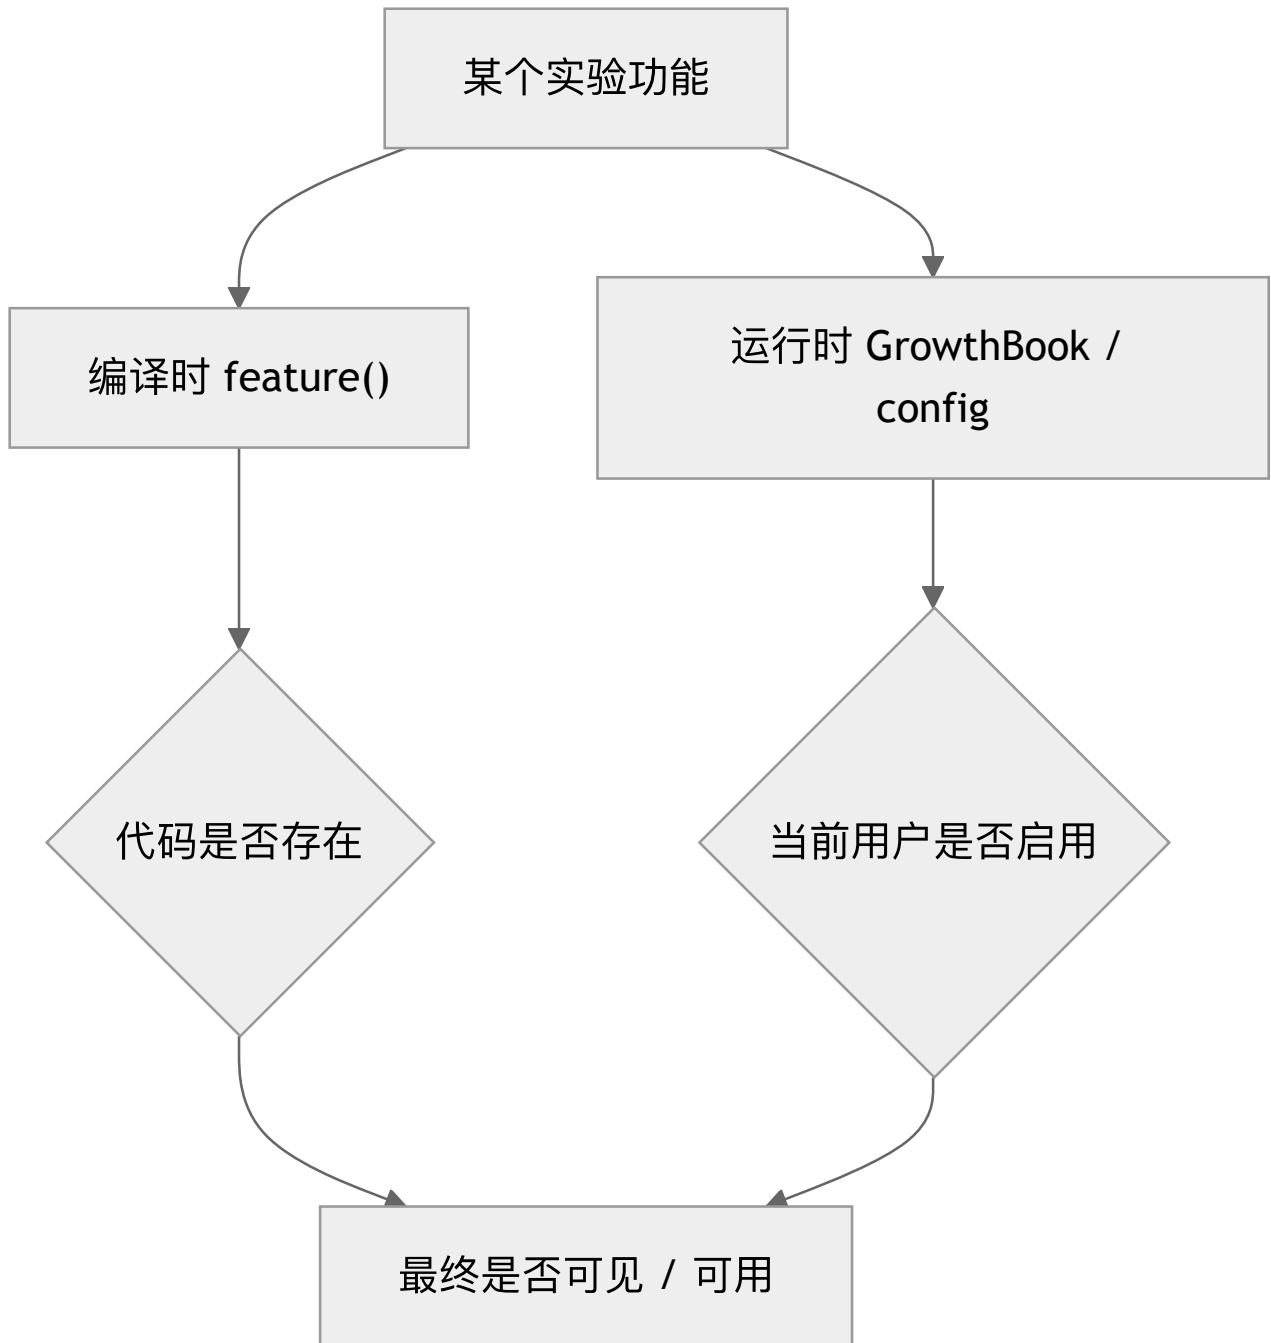 某个实验功能
编译时 feature()
运行时 GrowthBook /
config
代码是否存在
当前用户是否启用
最终是否可见 / 可用